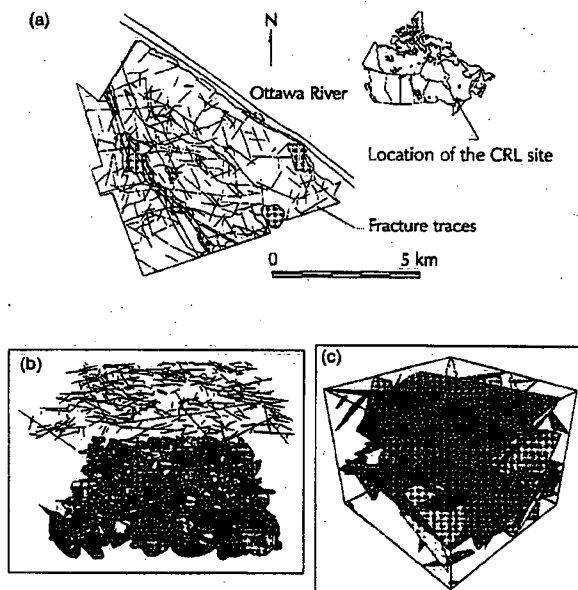 (a)
N
Ottawa River
Location of the CRL site
Fracture traces
0 5 km
(b)
(c)